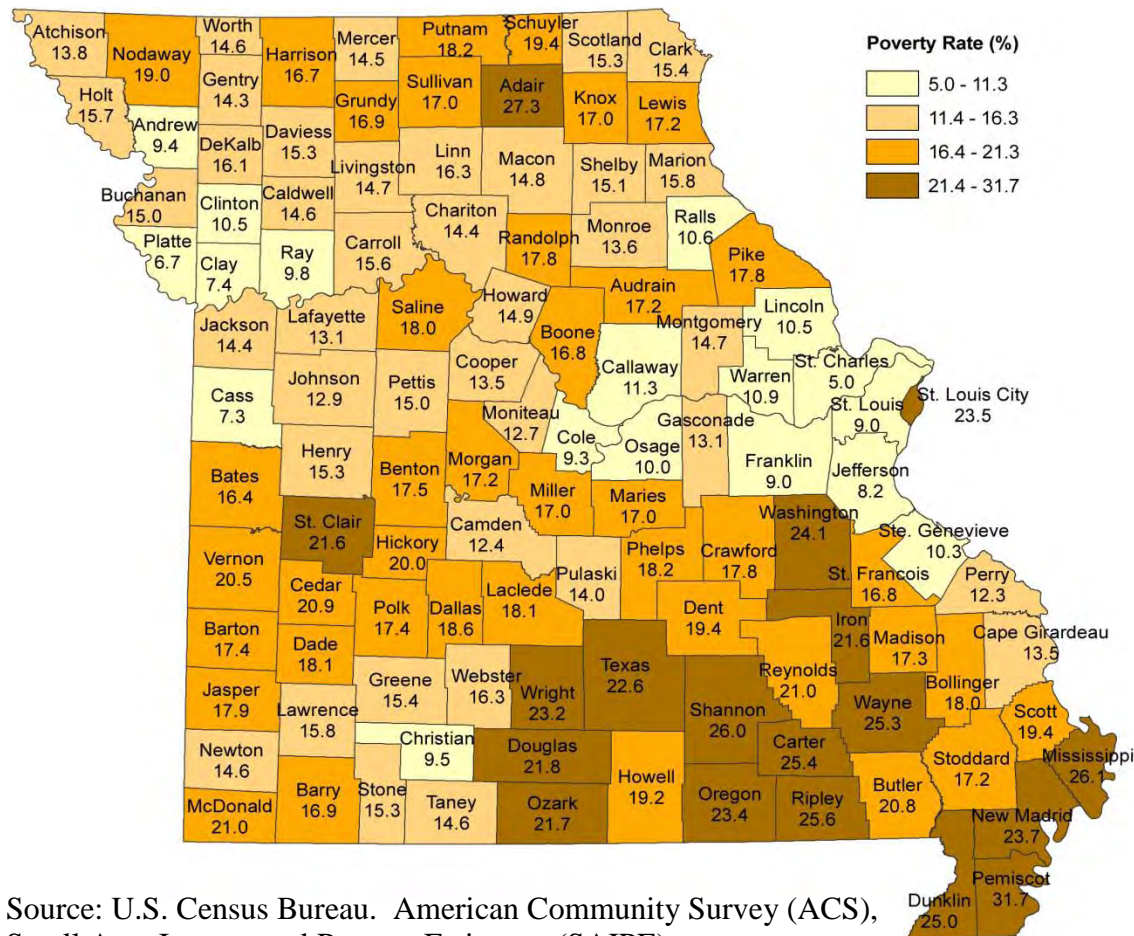 Atchison
13.8
Nodaway
19.0
Worth
14.6
Harrison
16.7
Mercer
14.5
Putnam
18.2
Schuyler
19.4
Scotland
15.3
Clark
15.4
Holt
15.7
Andrew
9.4
Gentry
14.3
DeKalb
16.1
Daviess
15.3
Grundy
16.9
Sullivan
17.0
Adair
27.3
Knox
17.0
Lewis
17.2
Poverty Rate (%)
5.0 - 11.3
11.4 - 16.3
16.4 - 21.3
21.4 - 31.7
Buchanan
15.0
Clinton
10.5
Caldwell
14.6
Livingston
14.7
Linn
16.3
Macon
14.8
Shelby
15.1
Marion
15.8
Platte
6.7
Clay
7.4
Ray
9.8
Carroll
15.6
Chariton
14.4
Randolph
17.8
Monroe
13.6
Ralls
10.6
Pike
17.8
Jackson
14.4
Lafayette
13.1
Saline
18.0
Howard
14.9
Boone
16.8
Audrain
17.2
Montgomery
14.7
Lincoln
10.5
Cass
7.3
Johnson
12.9
Pettis
15.0
Cooper
13.5
Moniteau
12.7
Callaway
11.3
Warren
10.9
St. Charles
5.0
St. Louis
9.0
St. Louis City
23.5
Bates
16.4
Henry
15.3
Benton
17.5
Morgan
17.2
Cole
9.3
Osage
10.0
Gasconade
13.1
Franklin
9.0
Jefferson
8.2
Vernon
20.5
St. Clair
21.6
Hickory
20.0
Camden
12.4
Miller
17.0
Maries
17.0
Phelps
18.2
Crawford
17.8
Washington
24.1
Ste. Genevieve
10.3
St. Francois
16.8
Perry
12.3
Barton
17.4
Cedar
20.9
Polk
17.4
Dallas
18.6
Laclede
18.1
Pulaski
14.0
Dent
19.4
Iron
21.6
Madison
17.3
Cape Girardeau
13.5
Jasper
17.9
Dade
18.1
Greene
15.4
Webster
16.3
Wright
23.2
Texas
22.6
Shannon
26.0
Reynolds
21.0
Wayne
25.3
Bollinger
18.0
Scott
19.4
Newton
14.6
Lawrence
15.8
Christian
9.5
Douglas
21.8
Howell
19.2
Carter
25.4
Stoddard
17.2
Mississippi
26.1
McDonald
21.0
Barry
16.9
Stone
15.3
Taney
14.6
Ozark
21.7
Oregon
23.4
Ripley
25.6
Butler
20.8
New Madrid
23.7
Dunklin
25.0
Pemiscot
31.7
Source: U.S. Census Bureau. American Community Survey (ACS),